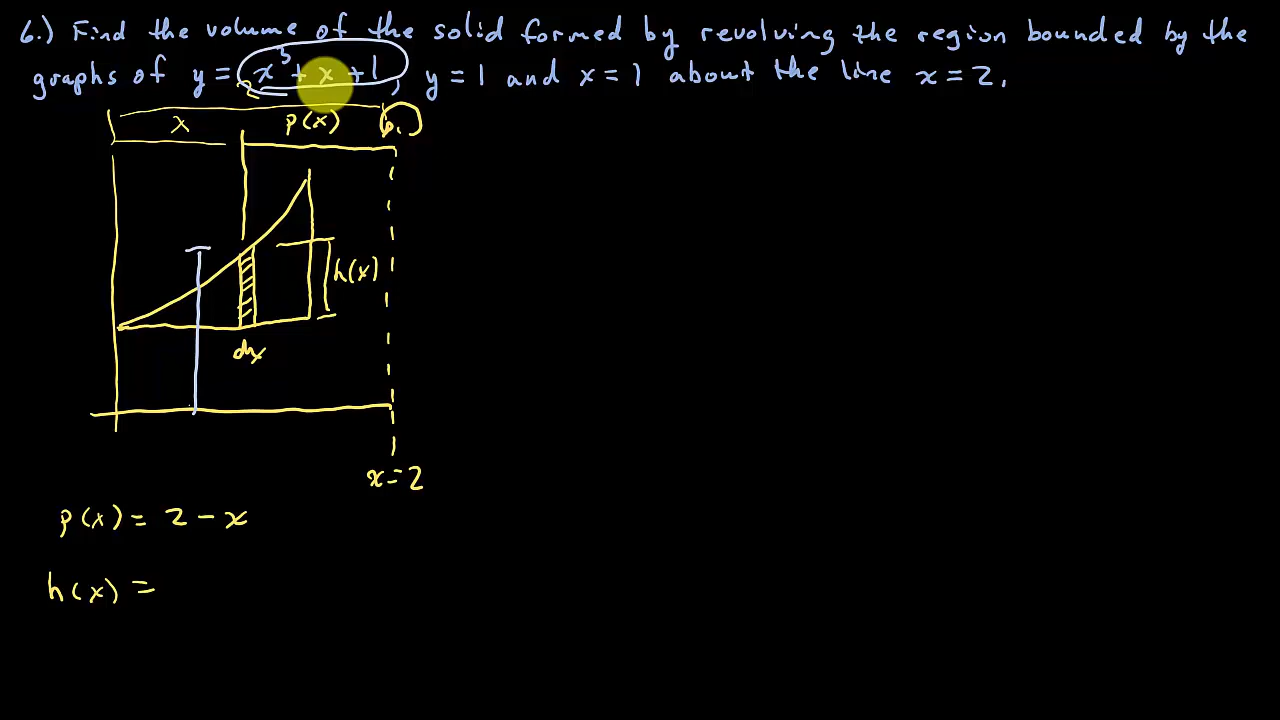 6.) Find the volume of the solid formed by revolving the region bounded by the
graphs of y = x³ + x + 1, y = 1 and x = 1 about the line x = 2.
2
x p(x)
h(x)
dx
x = 2
p(x) = 2 - x
h(x) =